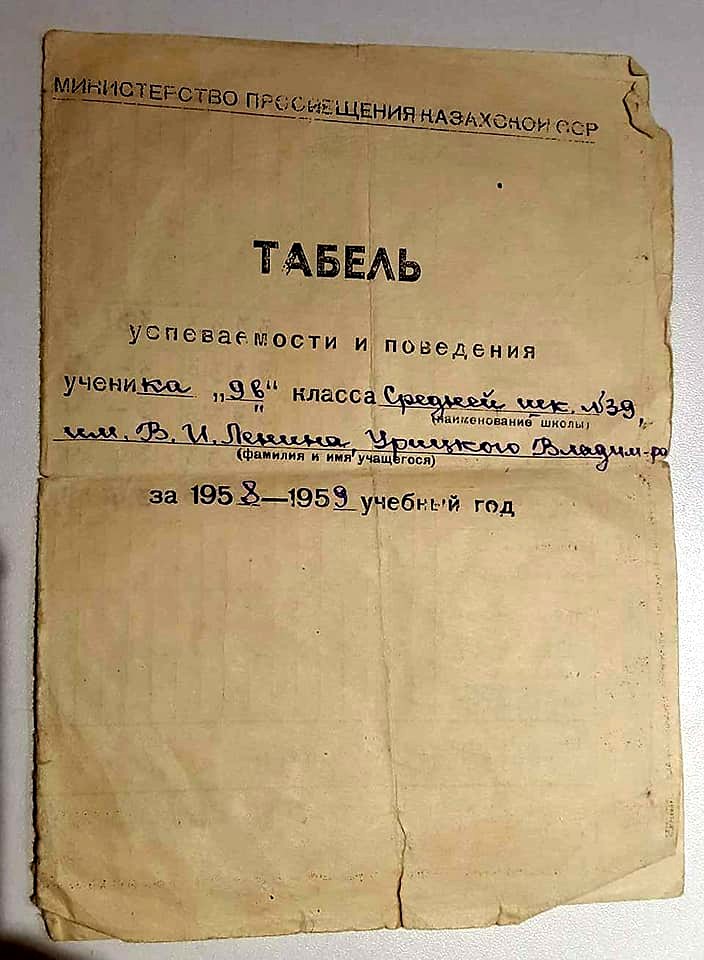 МИНИСТЕРСТВО ПРОСВЕЩЕНИЯ КАЗАХСКОЙ ССР
ТАБЕЛЬ
успеваемости и поведения
ученика „9в“ класса Средней шк. №39,
(наименование школы)
им. В. И. Ленина, Урицкого Владим-ра
(фамилия и имя учащегося)
за 1958—1959 учебный год